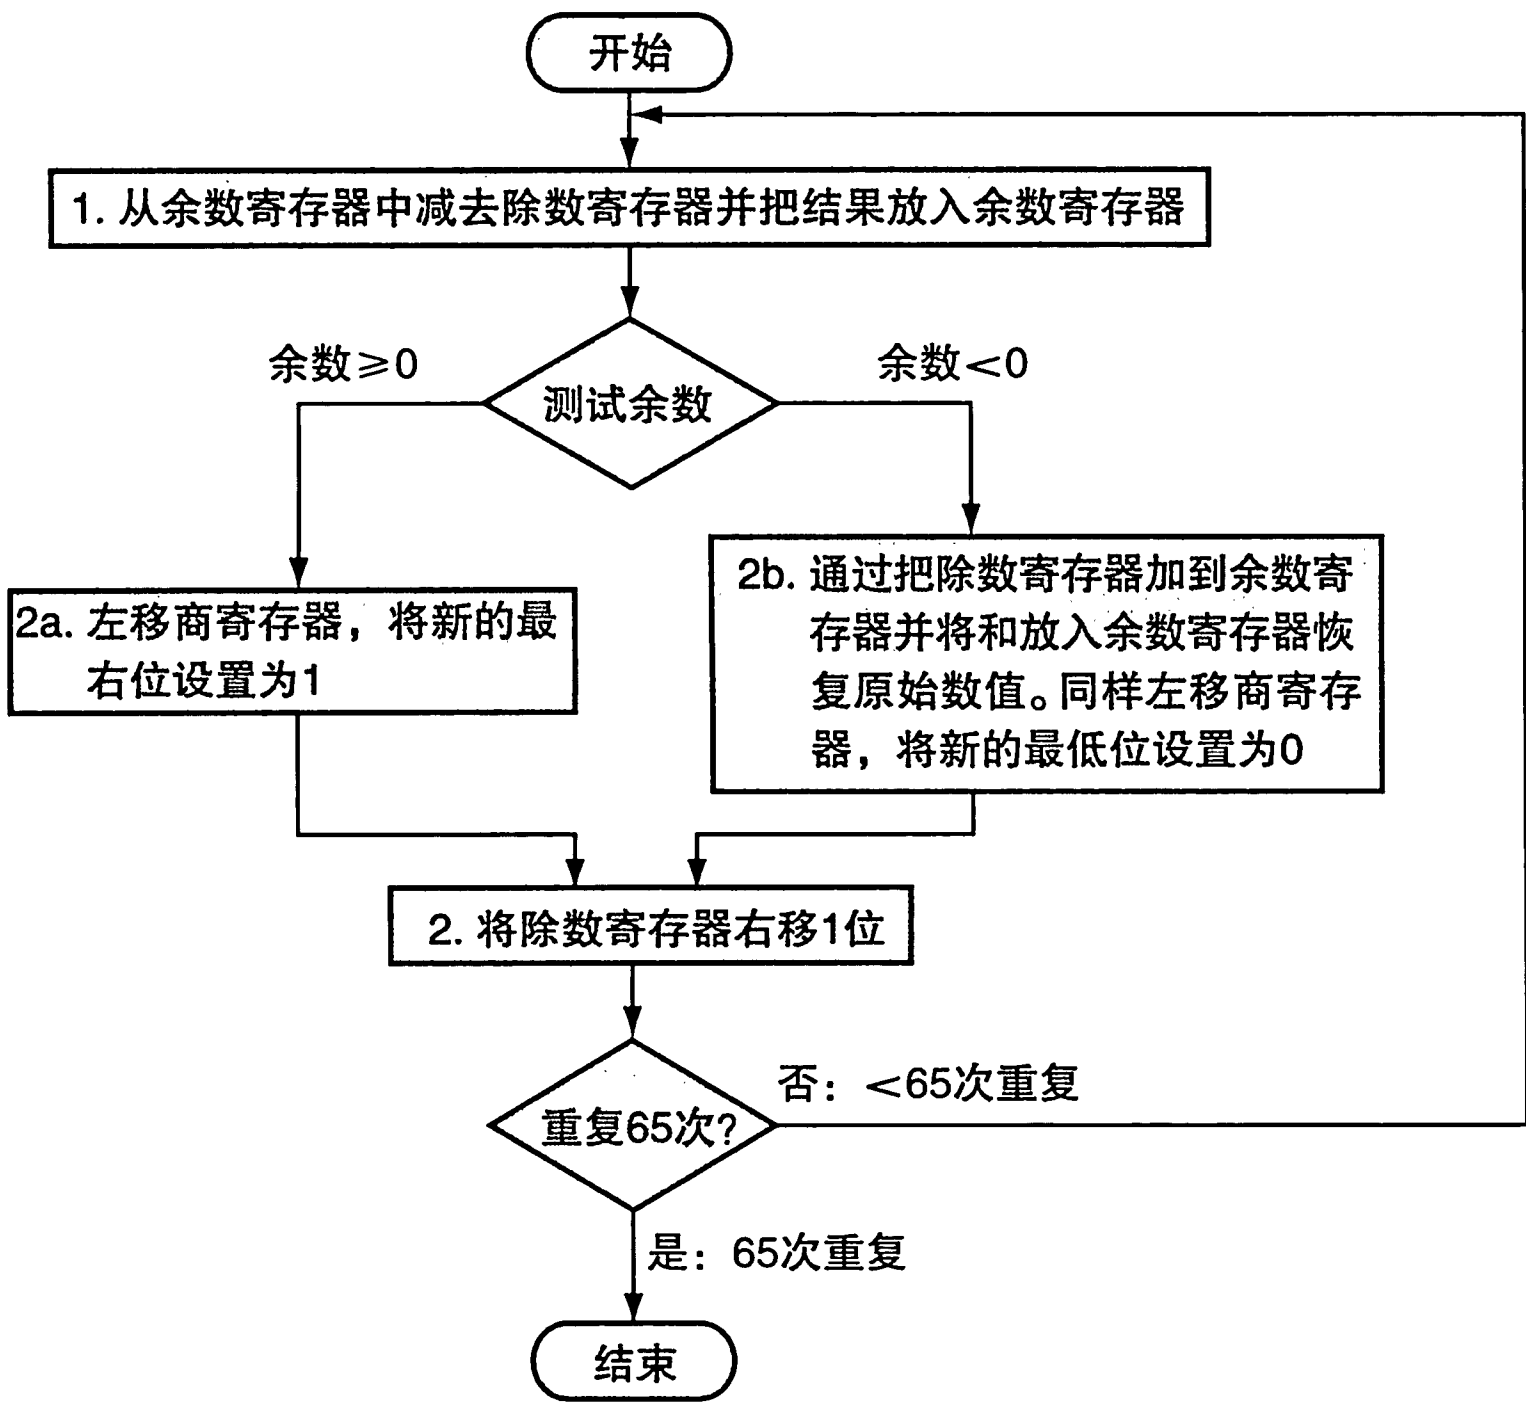 开始
1. 从余数寄存器中减去除数寄存器并把结果放入余数寄存器
余数≥0
余数<0
测试余数
2a. 左移商寄存器，将新的最
右位设置为1
2b. 通过把除数寄存器加到余数寄
存器并将和放入余数寄存器恢
复原始数值。同样左移商寄存
器，将新的最低位设置为0
2. 将除数寄存器右移1位
否：<65次重复
重复65次?
是：65次重复
结束